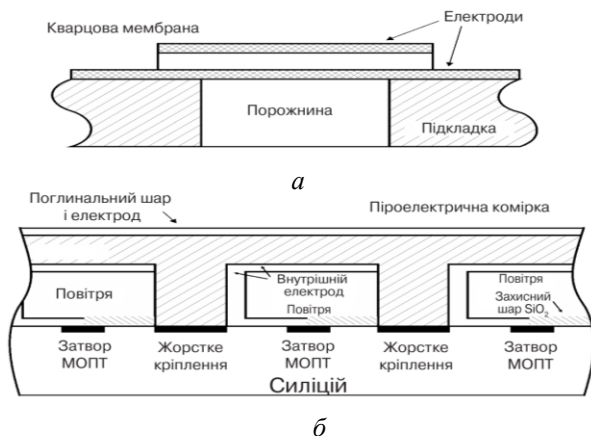 Кварцова мембрана
Електроди
Порожнина
Підкладка
а
Поглинальний шар
і електрод
Піроелектрична комірка
Повітря
Внутрішній
електрод
Повітря
Повітря
Захисний
шар SiO₂
Затвор
МОПТ
Жорстке
кріплення
Затвор
МОПТ
Жорстке
кріплення
Затвор
МОПТ
Силіцій
б